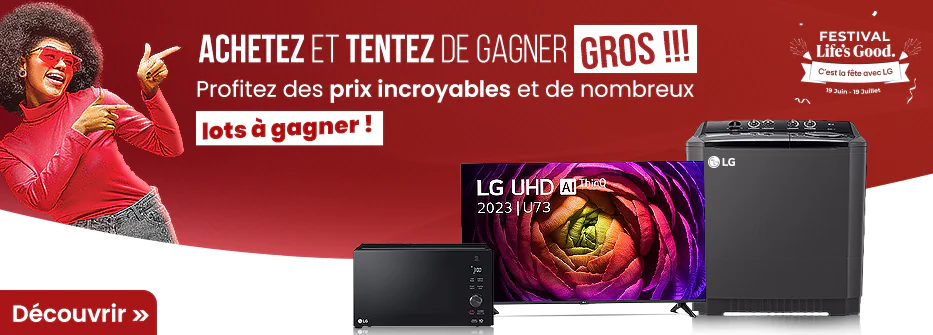 ACHETEZ ET TENTEZ DE GAGNER GROS !!!
Profitez des prix incroyables et de nombreux
lots à gagner !
FESTIVAL
Life's Good.
C'est la fête avec LG
19 Juin - 19 Juillet
LG
LG UHD AI ThinQ
2023 | U73
LG
Découvrir »